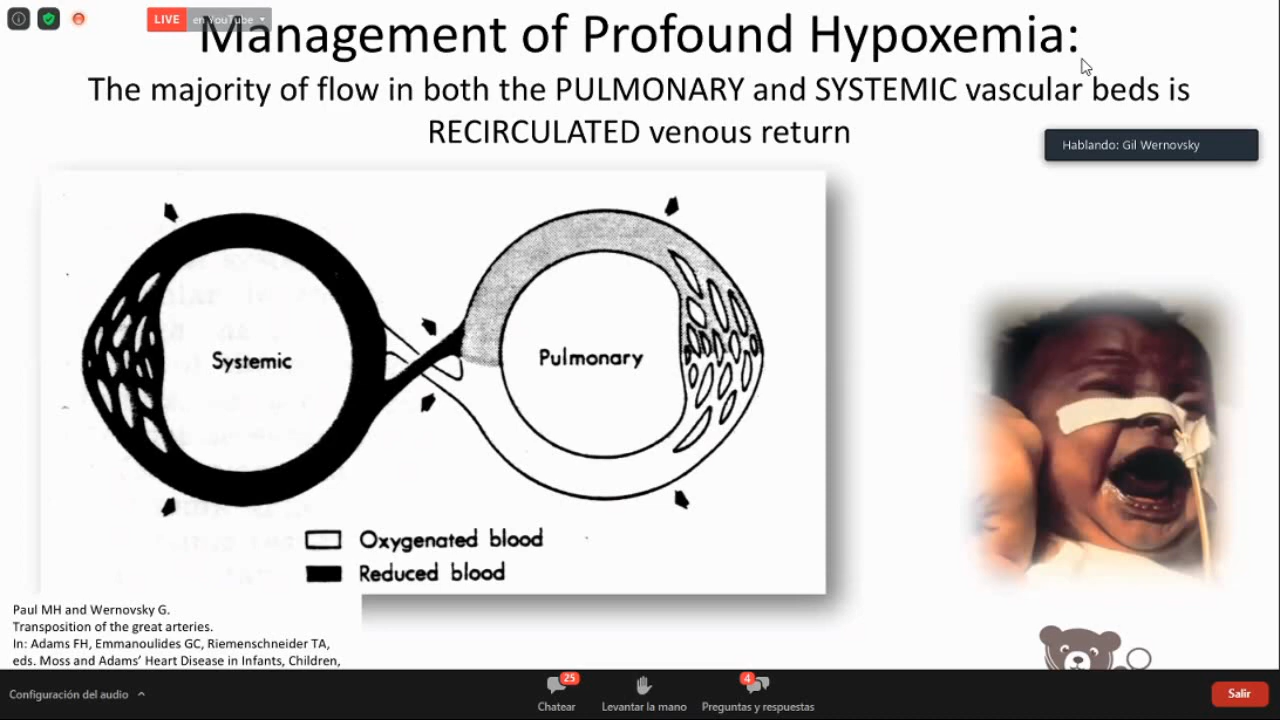 LIVE en YouTube
Management of Profound Hypoxemia:
The majority of flow in both the PULMONARY and SYSTEMIC vascular beds is
RECIRCULATED venous return
Hablando: Gil Wernovsky
Systemic
Pulmonary
Oxygenated blood
Reduced blood
Paul MH and Wernovsky G.
Transposition of the great arteries.
In: Adams FH, Emmanoulides GC, Riemenschneider TA,
eds. Moss and Adams' Heart Disease in Infants, Children,
Configuración del audio
25
Chatear
Levantar la mano
4
Preguntas y respuestas
Salir